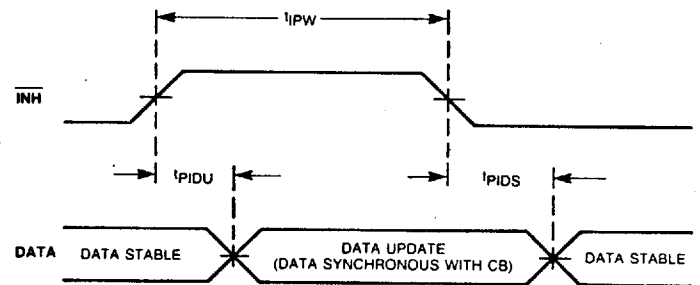 tIPW
INH
tPIDU
tPIDS
DATA
DATA STABLE
DATA UPDATE
(DATA SYNCHRONOUS WITH CB)
DATA STABLE